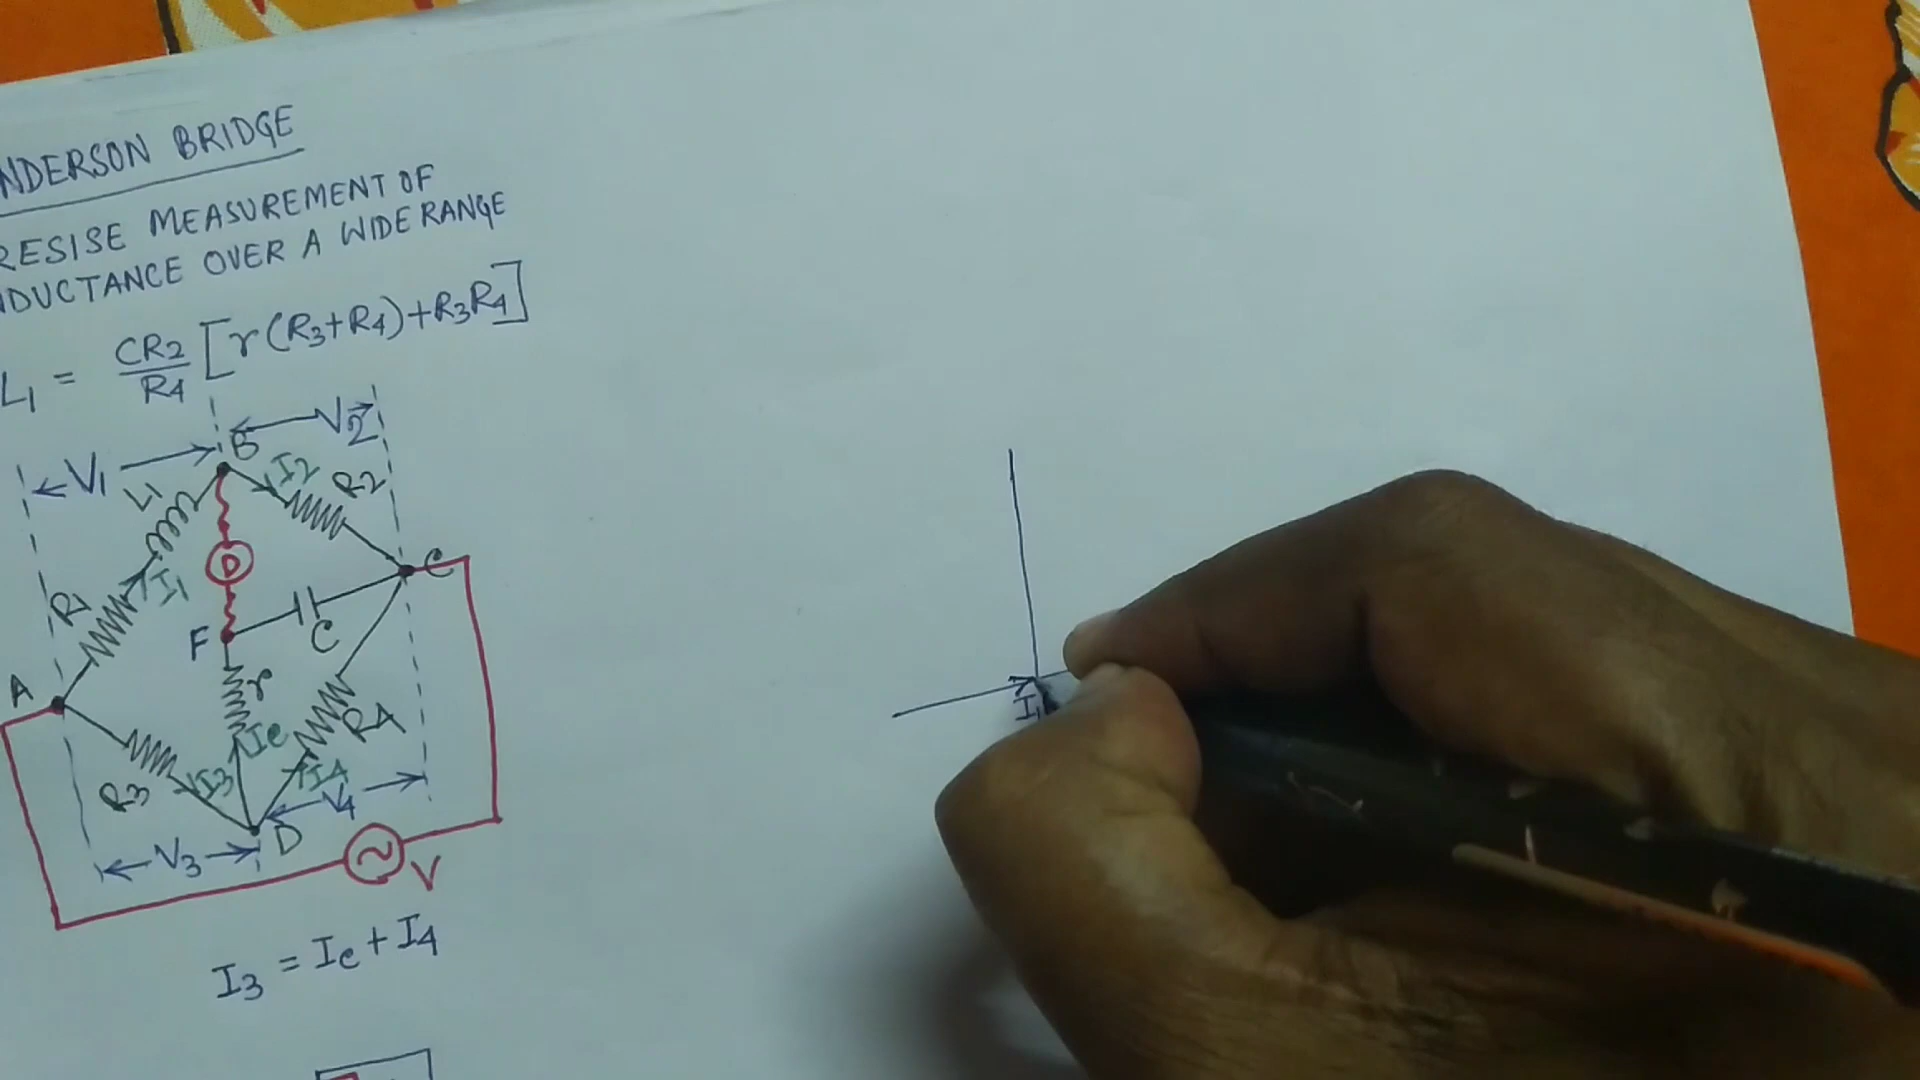 NDERSON BRIDGE
RESISE MEASUREMENT OF
NDUCTANCE OVER A WIDE RANGE
L1 = CR2/R4 [r(R3+R4)+R3R4]
V1
V2
B
L1
I2
R2
R1
I1
D
C
F
C
A
r
R4
Ie
R3
I3
I4
V4
D
V3
V
I3 = Ie + I4
I1